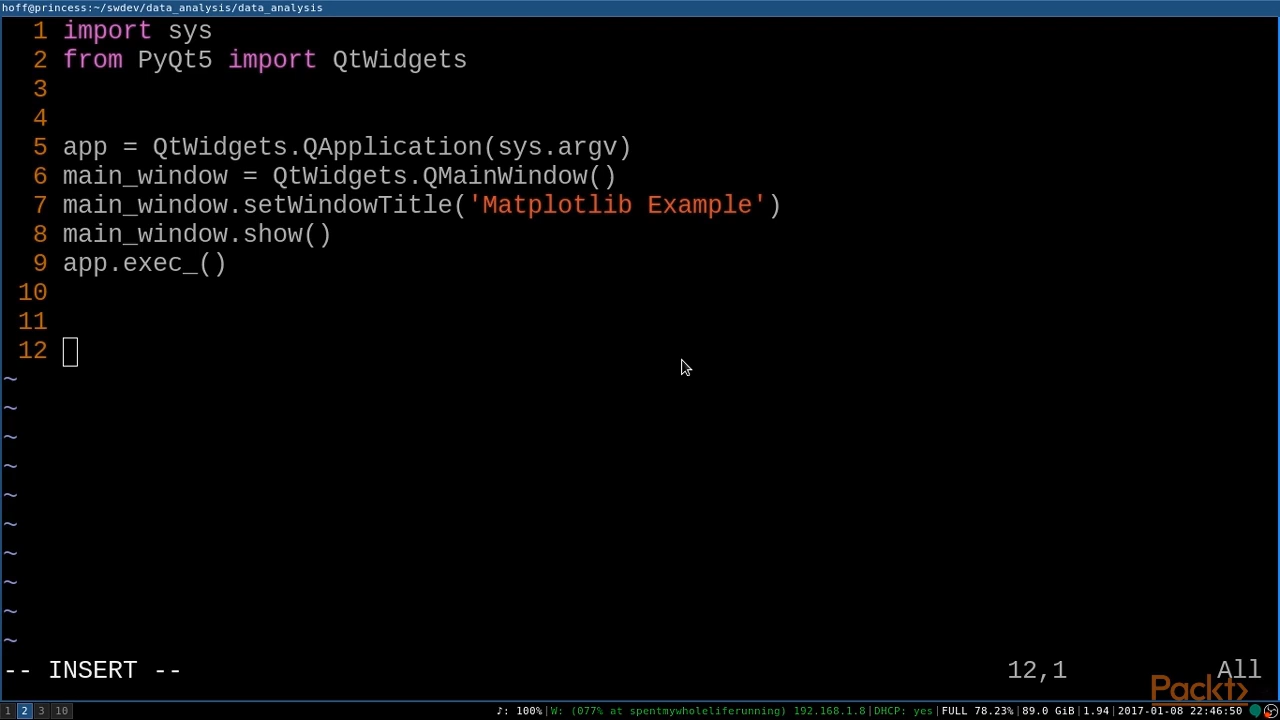 hoff@princess:~/swdev/data_analysis/data_analysis
1 import sys
2 from PyQt5 import QtWidgets
3
4
5 app = QtWidgets.QApplication(sys.argv)
6 main_window = QtWidgets.QMainWindow()
7 main_window.setWindowTitle('Matplotlib Example')
8 main_window.show()
9 app.exec_()
10
11
12
~
~
~
~
~
~
~
~
~
~
-- INSERT -- 12,1 All
Packt>
1 2 3 10 ♪: 100%|W: (077% at spentmywholeliferunning) 192.168.1.8|DHCP: yes|FULL 78.23%|89.0 GiB|1.94|2017-01-08 22:46:50